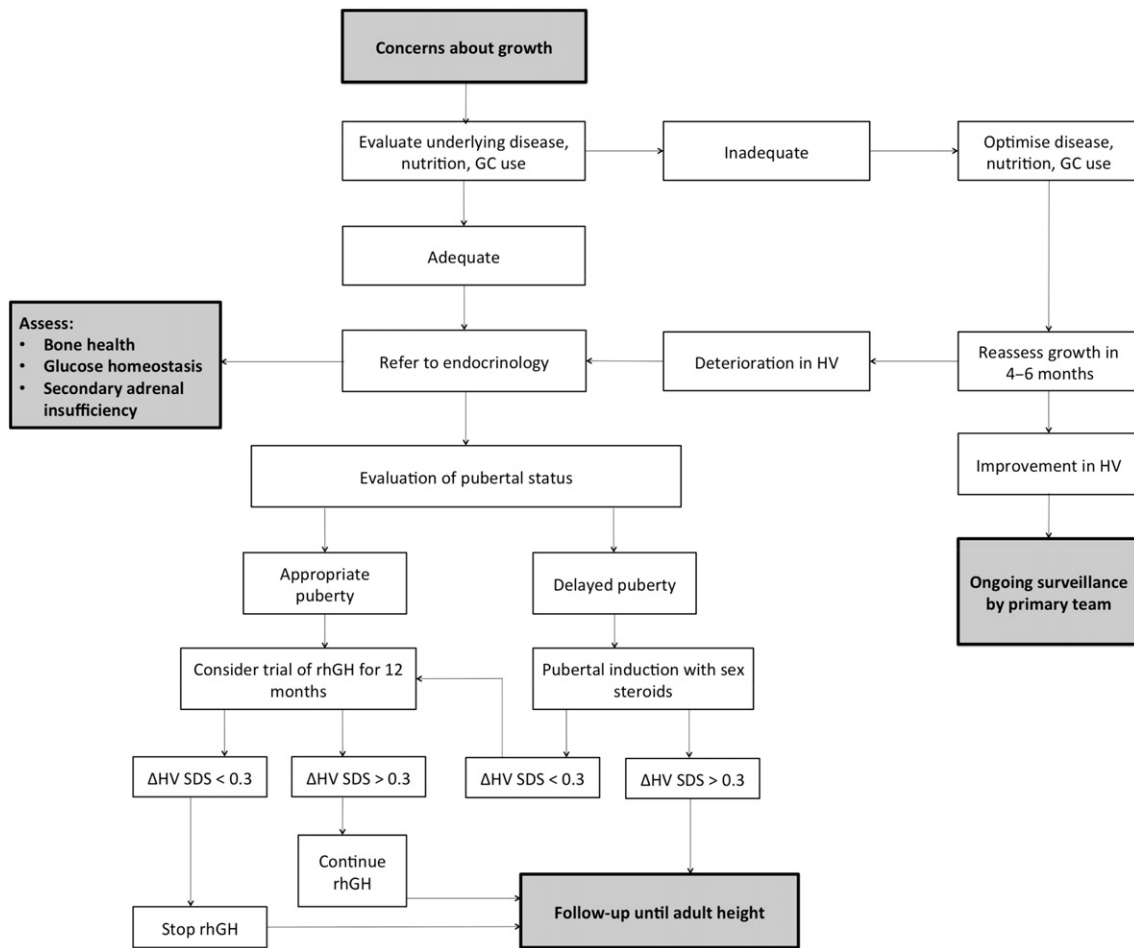 Concerns about growth
Evaluate underlying disease,
nutrition, GC use
Inadequate
Optimise disease,
nutrition, GC use
Adequate
Assess:
• Bone health
• Glucose homeostasis
• Secondary adrenal
insufficiency
Refer to endocrinology
Deterioration in HV
Reassess growth in
4–6 months
Evaluation of pubertal status
Improvement in HV
Appropriate
puberty
Delayed puberty
Ongoing surveillance
by primary team
Consider trial of rhGH for 12
months
Pubertal induction with sex
steroids
ΔHV SDS < 0.3
ΔHV SDS > 0.3
ΔHV SDS < 0.3
ΔHV SDS > 0.3
Continue
rhGH
Stop rhGH
Follow-up until adult height